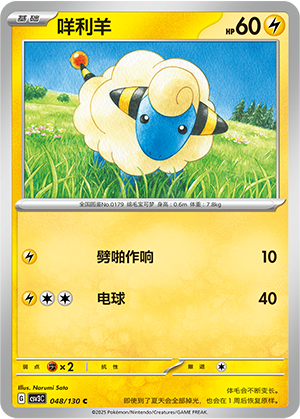 基础 咩利羊 HP60
全国图鉴No.0179 绵毛宝可梦 身高:0.6m 体重:7.8kg
劈啪作响 10
电球 40
弱点 ×2 抗性 撤退
Illus. Narumi Sato
G CSV3C 048/130 C
体毛会不断增长。
即使到了夏天会全部掉光,也会在1周后恢复原样。
©2025 Pokémon/Nintendo/Creatures/GAME FREAK.